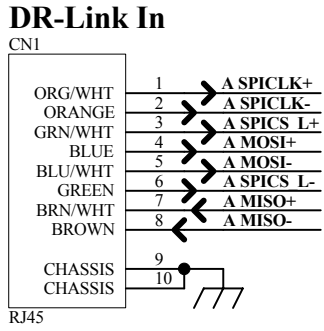 DR-Link In
CN1
ORG/WHT 1 A SPICLK+
ORANGE 2 A SPICLK-
GRN/WHT 3 A SPICS_L+
BLUE 4 A MOSI+
BLU/WHT 5 A MOSI-
GREEN 6 A SPICS_L-
BRN/WHT 7 A MISO+
BROWN 8 A MISO-
CHASSIS 9
CHASSIS 10
RJ45